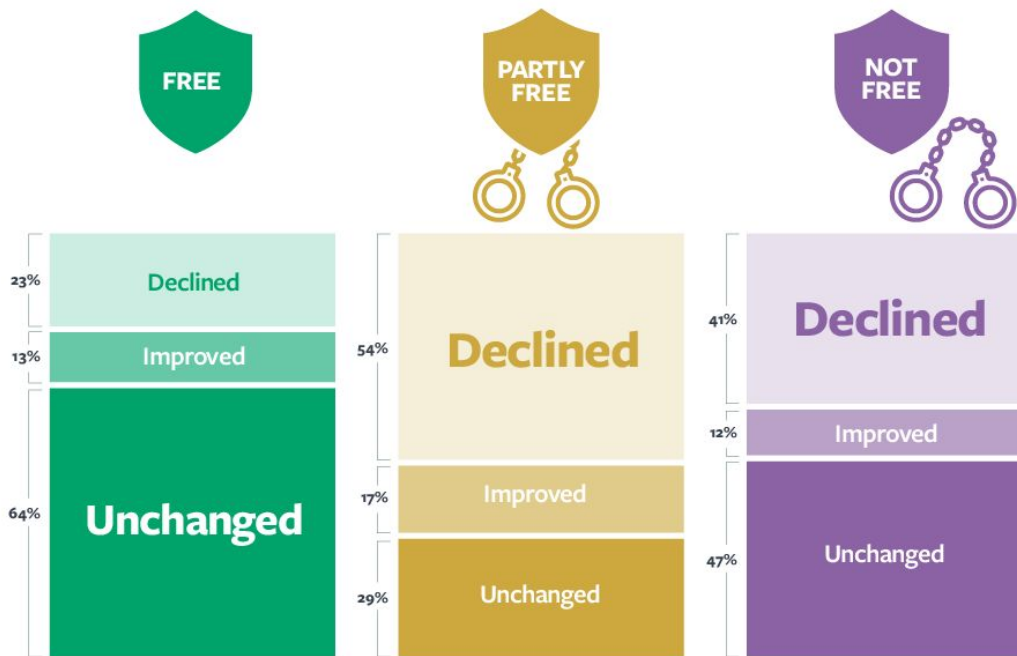 FREE
PARTLY
FREE
NOT
FREE
23%
Declined
13%
Improved
64%
Unchanged
54%
Declined
17%
Improved
29%
Unchanged
41%
Declined
12%
Improved
47%
Unchanged